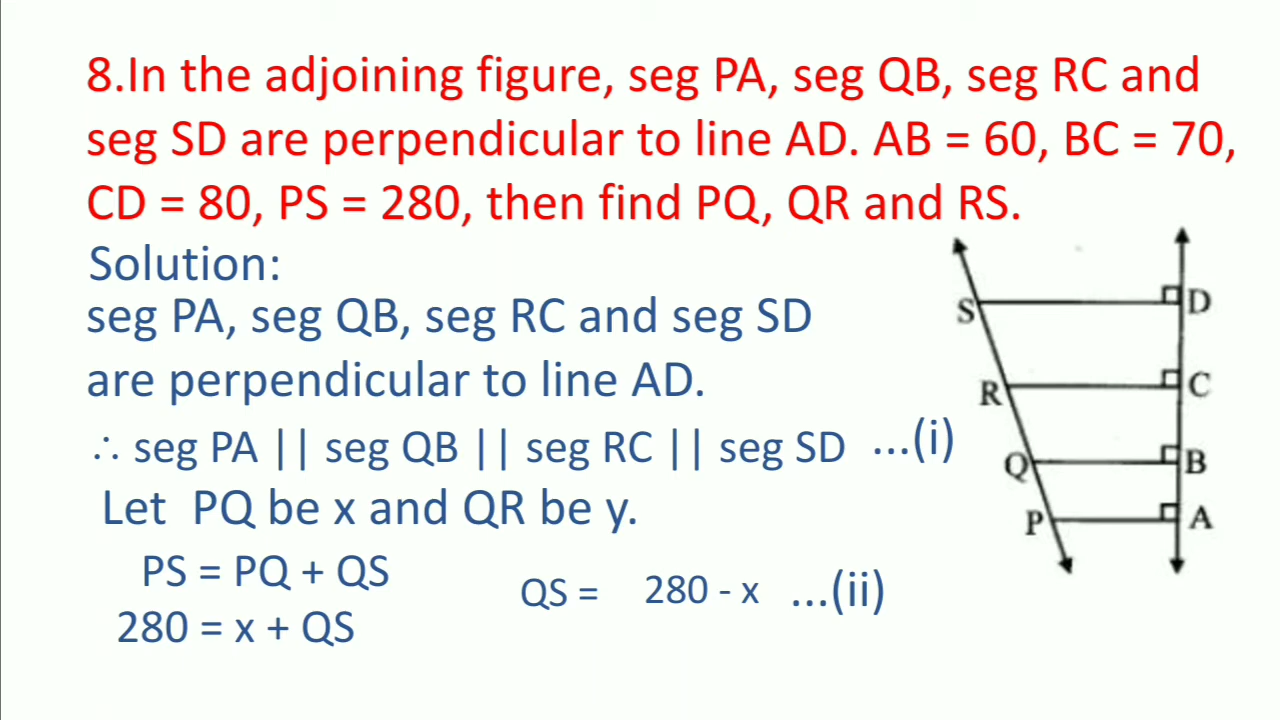 8.In the adjoining figure, seg PA, seg QB, seg RC and
seg SD are perpendicular to line AD. AB = 60, BC = 70,
CD = 80, PS = 280, then find PQ, QR and RS.
Solution:
seg PA, seg QB, seg RC and seg SD
are perpendicular to line AD.
∴ seg PA || seg QB || seg RC || seg SD ...(i)
Let PQ be x and QR be y.
PS = PQ + QS
280 = x + QS
QS = 280 - x ...(ii)
S D
R C
Q B
P A